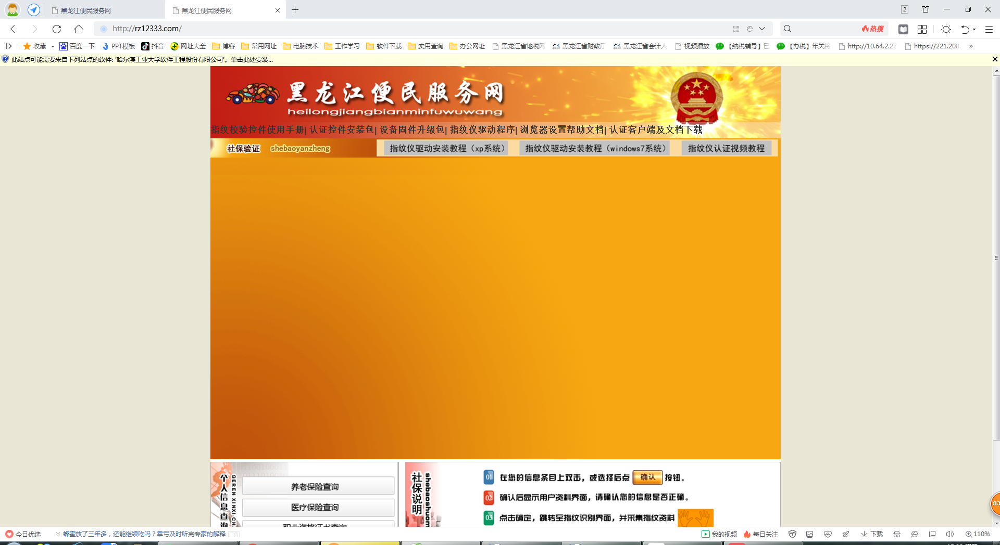 黑龙江便民服务网
黑龙江便民服务网
2
http://rz12333.com/
热搜
收藏 百度一下 PPT模板 抖音 网址大全 博客 常用网址 电脑技术 工作学习 软件下载 实用查询 办公网址 黑龙江省地税网 黑龙江省财政厅 黑龙江省会计人 视频播放 【纳税辅导】已 【办税】年关将 http://10.64.2.27 https://221.208. »
此站点可能需要来自下列站点的软件: '哈尔滨工业大学软件工程股份有限公司'。单击此处安装...
黑龙江便民服务网
heilongjiangbianminfuwuwang
指纹校验控件使用手册| 认证控件安装包| 设备固件升级包| 指纹仪驱动程序| 浏览器设置帮助文档| 认证客户端及文档下载
社保验证 shebaoyanzheng 指纹仪驱动安装教程（xp系统） 指纹仪驱动安装教程（windows7系统） 指纹仪认证视频教程
个人信息查询
GEREN XINXI.CH
养老保险查询
医疗保险查询
职业资格证书查询
社保说明
shebaoshuom
01 在您的信息条目上双击，或选择后点 确认 按钮。
02 确认后显示用户资料界面，请确认您的信息是否正确。
03 点击确定，跳转至指纹识别界面，并采集指纹资料
83
今日优选 蜂蜜放了三年多，还能继续吃吗？幸亏及时听完专家的解释 广告
我的视频 每日关注 下载 110%